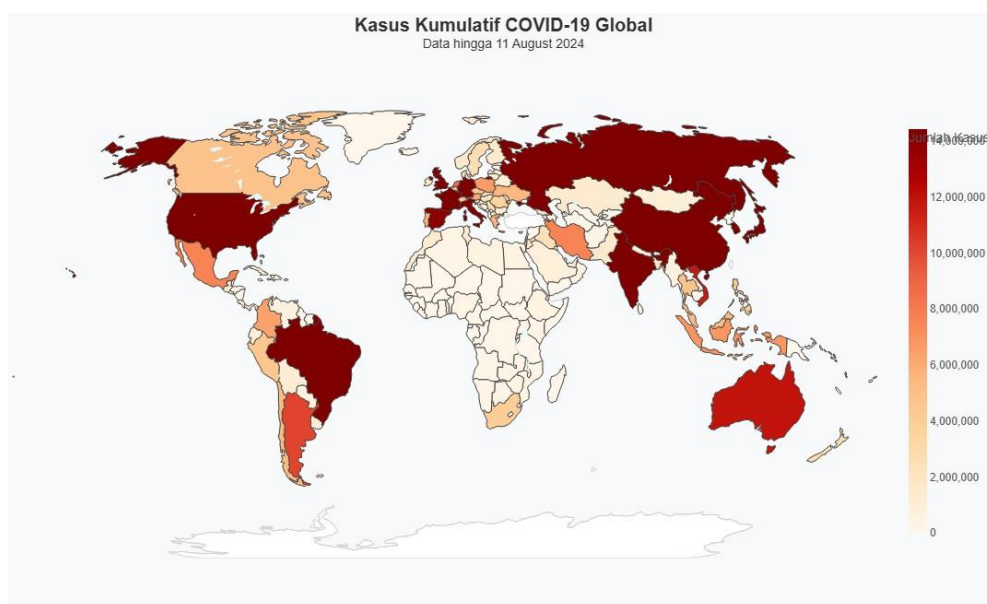 Kasus Kumulatif COVID-19 Global
Data hingga 11 August 2024
Jumlah Kasus
14,000,000
12,000,000
10,000,000
8,000,000
6,000,000
4,000,000
2,000,000
0